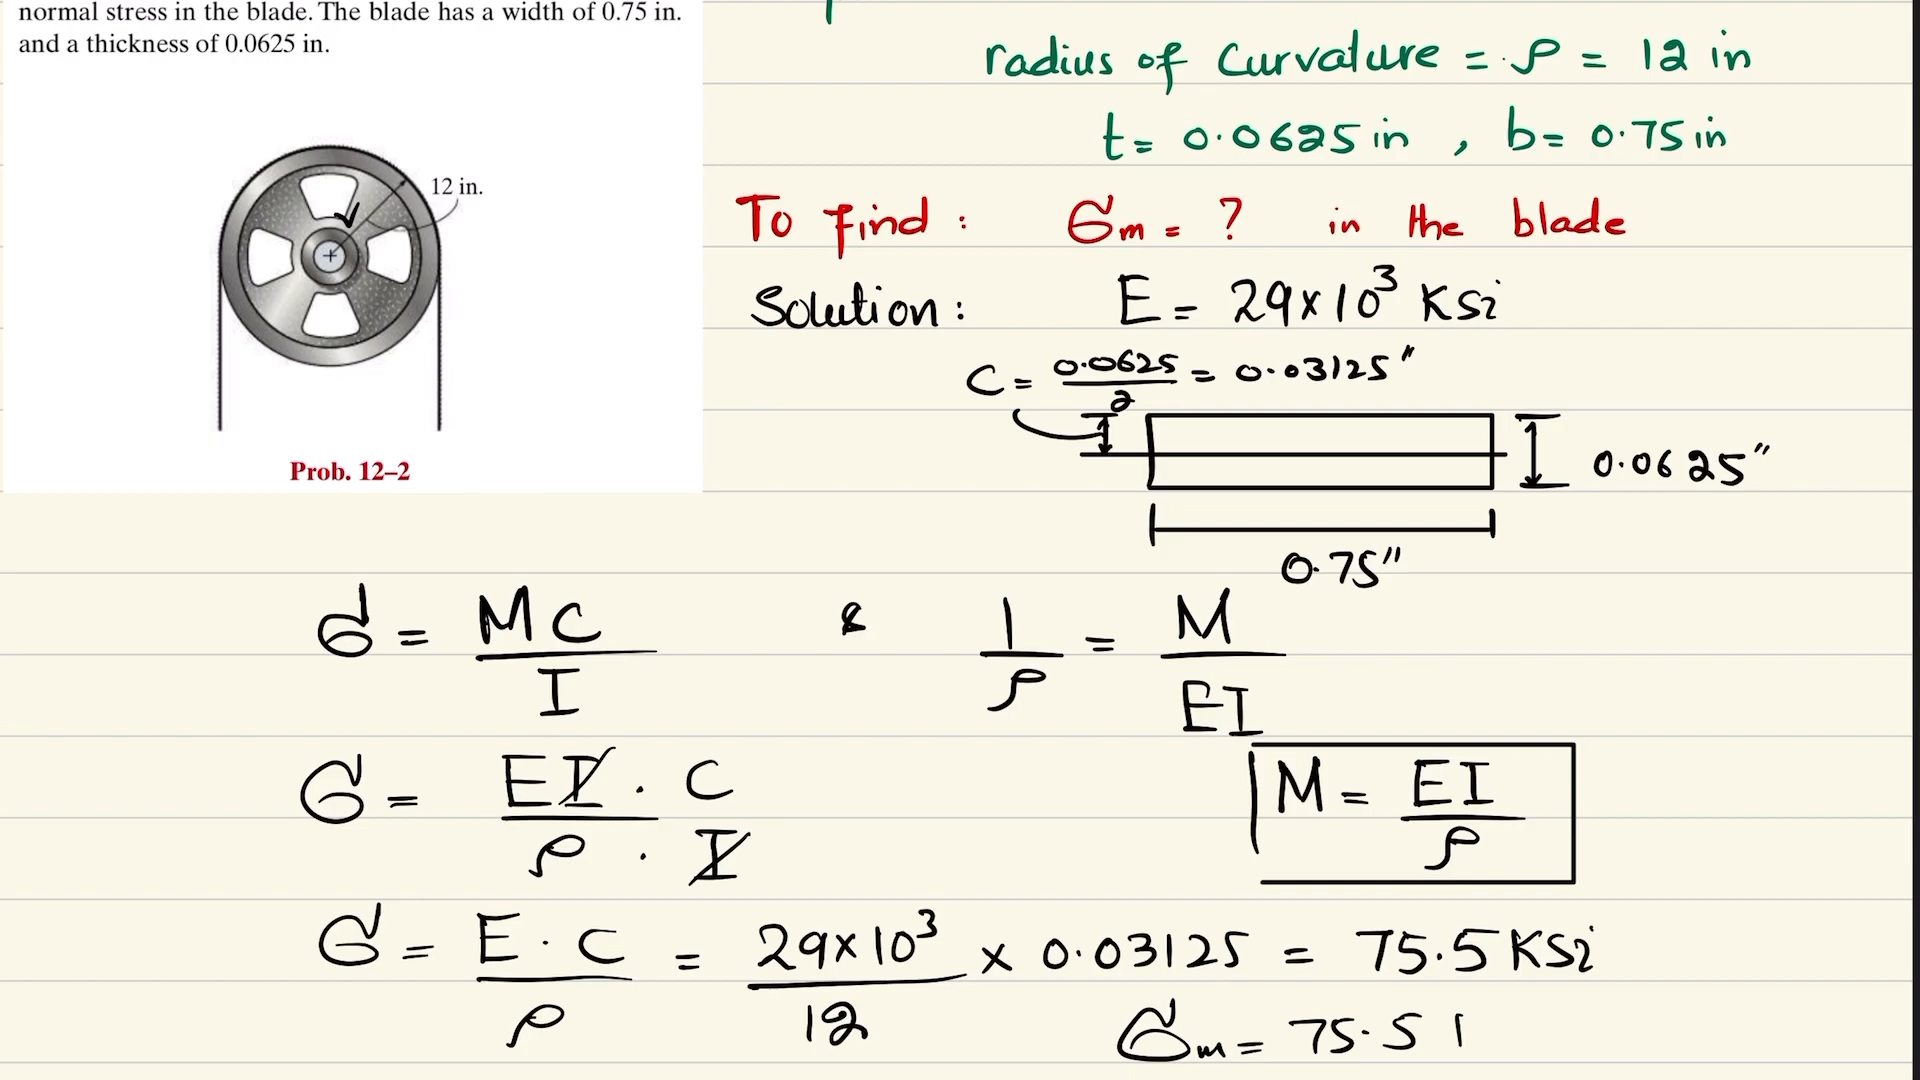 normal stress in the blade. The blade has a width of 0.75 in.
and a thickness of 0.0625 in.
12 in.
Prob. 12–2
radius of curvature = ρ = 12 in
t = 0.0625 in , b = 0.75 in
To find : σm = ? in the blade
Solution : E = 29×10³ Ksi
C = 0.0625/2 = 0.03125"
0.0625"
0.75"
σ = MC/I & 1/ρ = M/EI
σ = EI · C / ρ · I
M = EI/ρ
σ = E·C/ρ = 29×10³/12 × 0.03125 = 75.5 Ksi
σm = 75.5